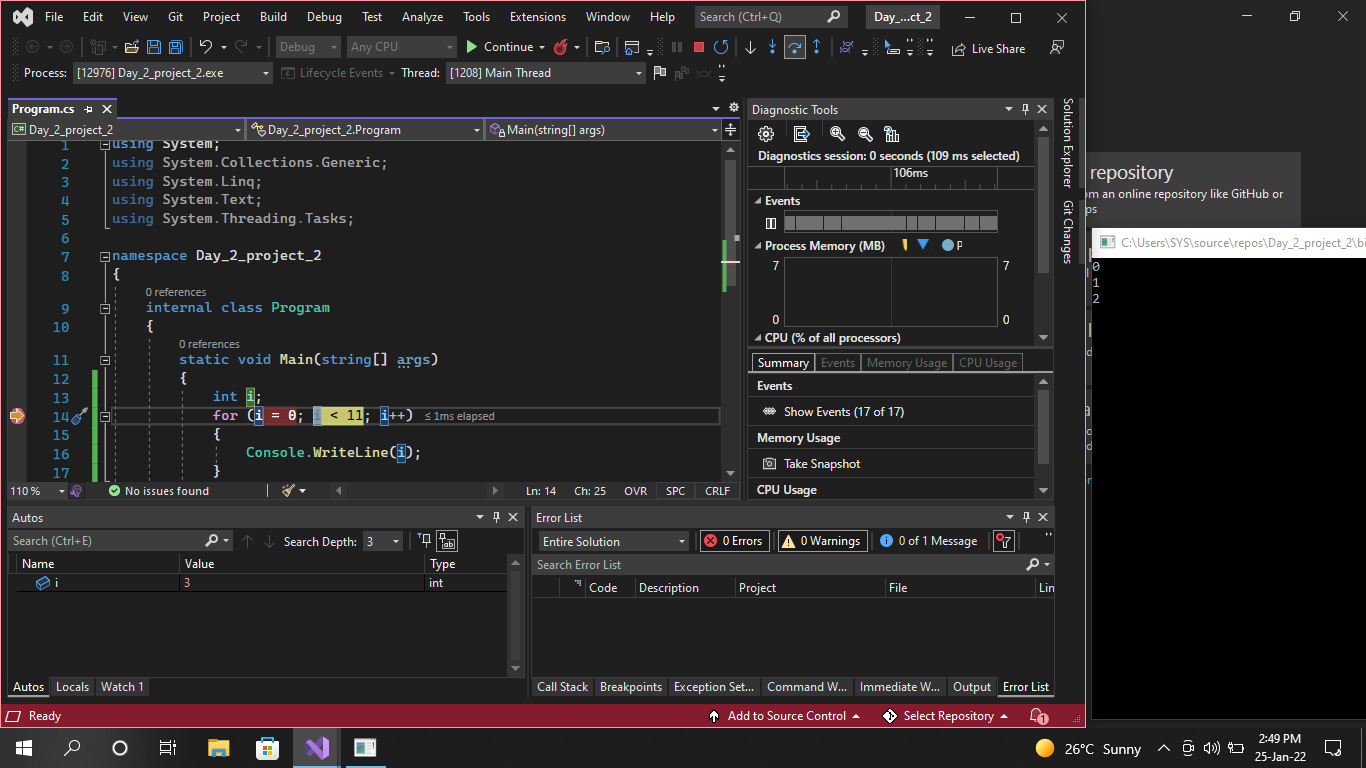 File Edit View Git Project Build Debug Test Analyze Tools Extensions Window Help Search (Ctrl+Q) Day_...ct_2
Debug Any CPU Continue Live Share
Process: [12976] Day_2_project_2.exe Lifecycle Events Thread: [1208] Main Thread
Program.cs
Day_2_project_2 Day_2_project_2.Program Main(string[] args)
1 using System;
2 using System.Collections.Generic;
3 using System.Linq;
4 using System.Text;
5 using System.Threading.Tasks;
6
7 namespace Day_2_project_2
8 {
0 references
9 internal class Program
10 {
0 references
11 static void Main(string[] args)
12 {
13 int i;
14 for (i = 0; i < 11; i++) ≤ 1ms elapsed
15 {
16 Console.WriteLine(i);
17 }
110 % No issues found Ln: 14 Ch: 25 OVR SPC CRLF
Diagnostic Tools
Diagnostics session: 0 seconds (109 ms selected)
106ms
Events
Process Memory (MB) P
7 7
0 0
CPU (% of all processors)
Summary Events Memory Usage CPU Usage
Events
Show Events (17 of 17)
Memory Usage
Take Snapshot
CPU Usage
Solution Explorer
Git Changes
repository
om an online repository like GitHub or
ps
C:\Users\SYS\source\repos\Day_2_project_2\bi
0
1
2
Autos
Search (Ctrl+E) Search Depth: 3
Name Value Type
i 3 int
Autos Locals Watch 1
Error List
Entire Solution 0 Errors 0 Warnings 0 of 1 Message
Search Error List
Code Description Project File Lin
Call Stack Breakpoints Exception Set... Command W... Immediate W... Output Error List
Ready Add to Source Control Select Repository 1
26°C Sunny 2:49 PM
25-Jan-22